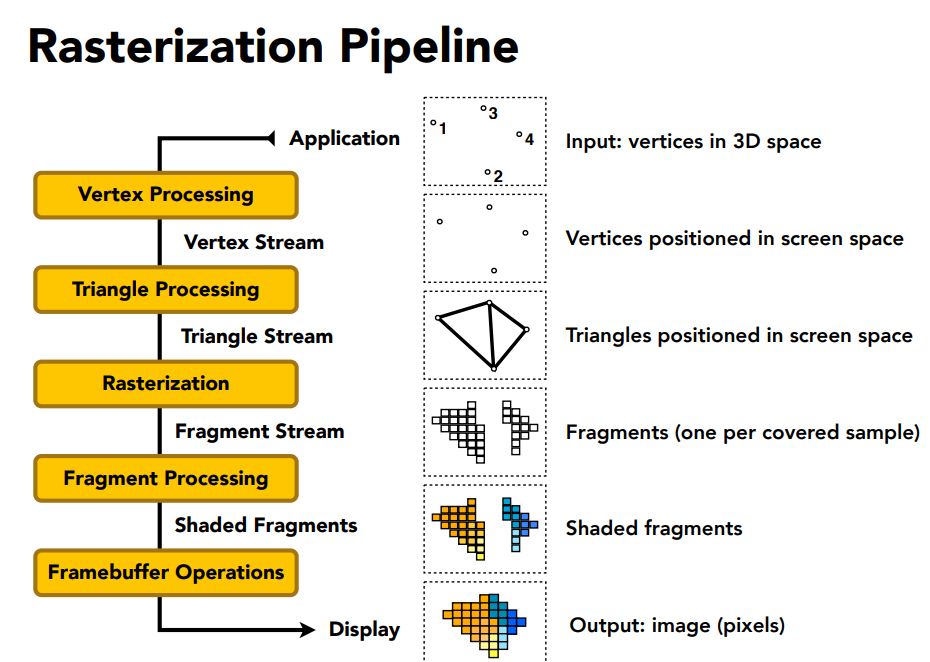 Rasterization Pipeline
Application
3
1
4
2
Input: vertices in 3D space
Vertex Processing
Vertex Stream
Vertices positioned in screen space
Triangle Processing
Triangle Stream
Triangles positioned in screen space
Rasterization
Fragment Stream
Fragments (one per covered sample)
Fragment Processing
Shaded Fragments
Shaded fragments
Framebuffer Operations
Display
Output: image (pixels)